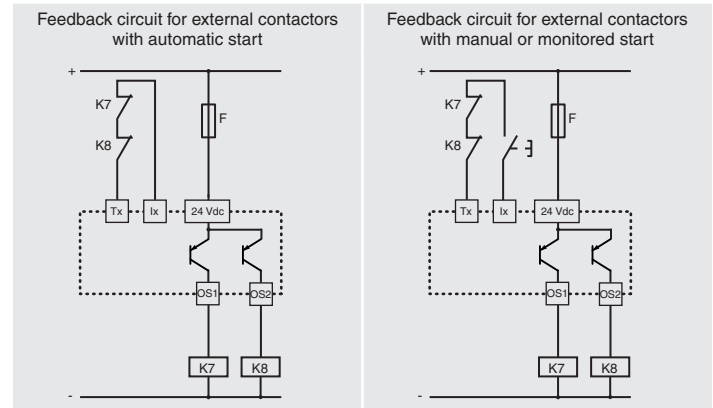 Feedback circuit for external contactors
with automatic start
+
K7
K8
F
Tx
Ix
24 Vdc
OS1
OS2
K7
K8
-
Feedback circuit for external contactors
with manual or monitored start
+
K7
K8
F
Tx
Ix
24 Vdc
OS1
OS2
K7
K8
-